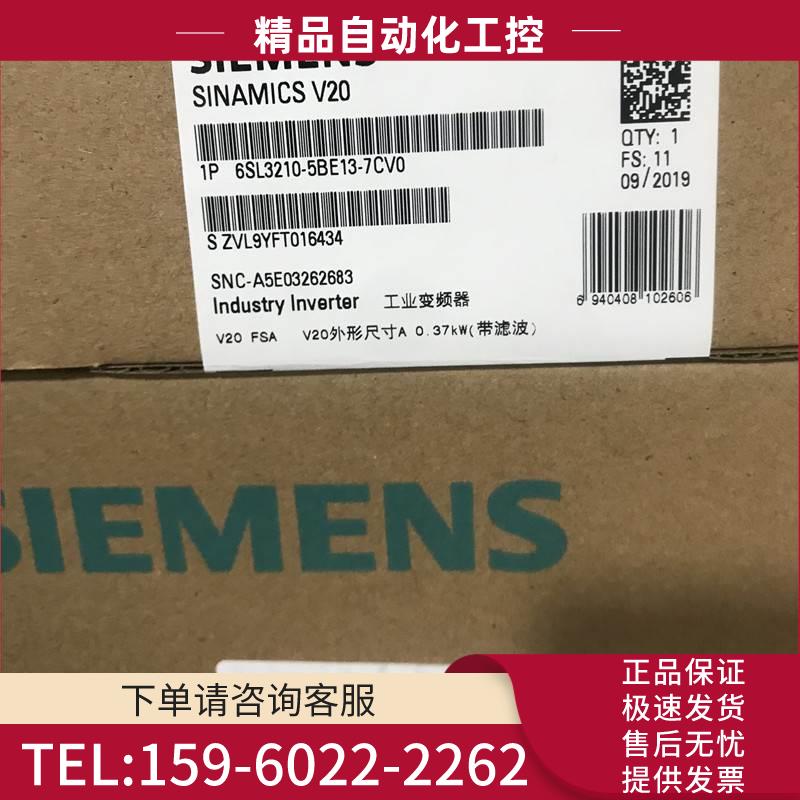 精品自动化工控
SIEMENS
SINAMICS V20
1P 6SL3210-5BE13-7CV0
S ZVL9YFT016434
SNC-A5E03262683
Industry Inverter 工业变频器
V20 FSA V20外形尺寸A 0.37kW(带滤波)
QTY: 1
FS: 11
09/2019
6 940408 102606
SIEMENS
下单请咨询客服
TEL:159-6022-2262
正品保证
极速发货
售后无忧
提供发票